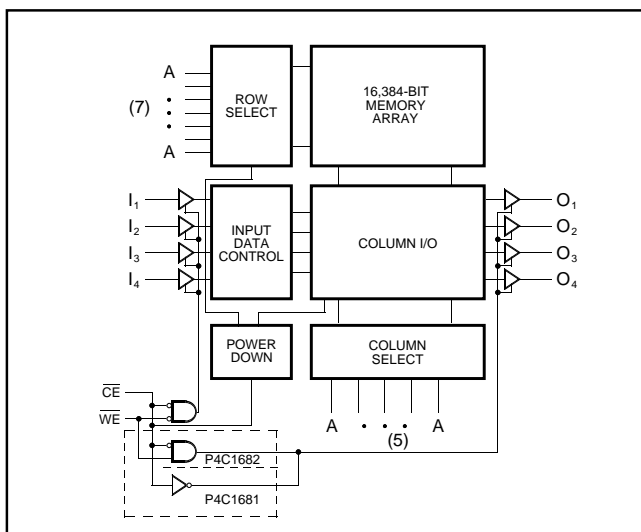 A
(7)
A
ROW
SELECT
16,384-BIT
MEMORY
ARRAY
I1
I2
I3
I4
INPUT
DATA
CONTROL
COLUMN I/O
O1
O2
O3
O4
POWER
DOWN
COLUMN
SELECT
CE
WE
A
(5)
A
P4C1682
P4C1681